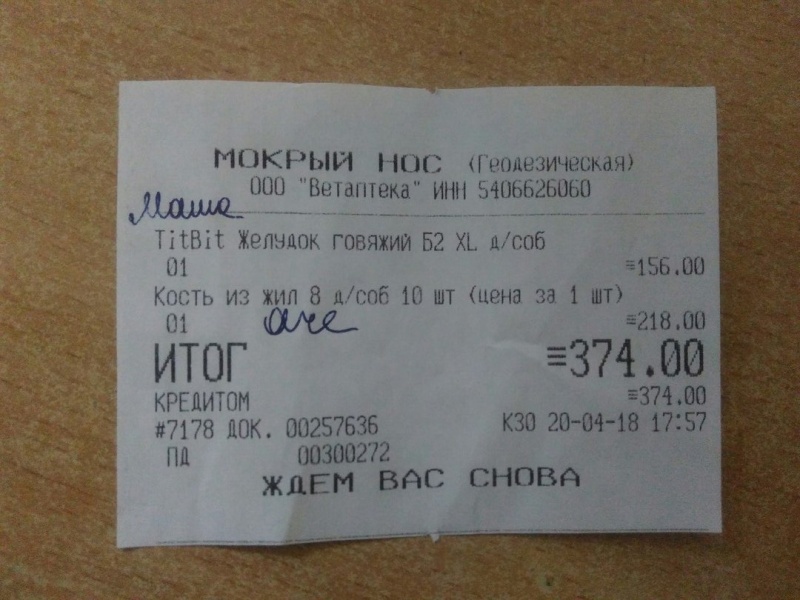 МОКРЫЙ НОС (Геодезическая)
ООО "Ветаптека" ИНН 5406626060
Маша
TitBit Желудок говяжий Б2 XL д/соб
01 ≡156.00
Кость из жил 8 д/соб 10 шт (цена за 1 шт)
01 ≡218.00
ИТОГ ≡374.00
КРЕДИТОМ ≡374.00
#7178 ДОК. 00257636 К30 20-04-18 17:57
ПД 00300272
ЖДЕМ ВАС СНОВА